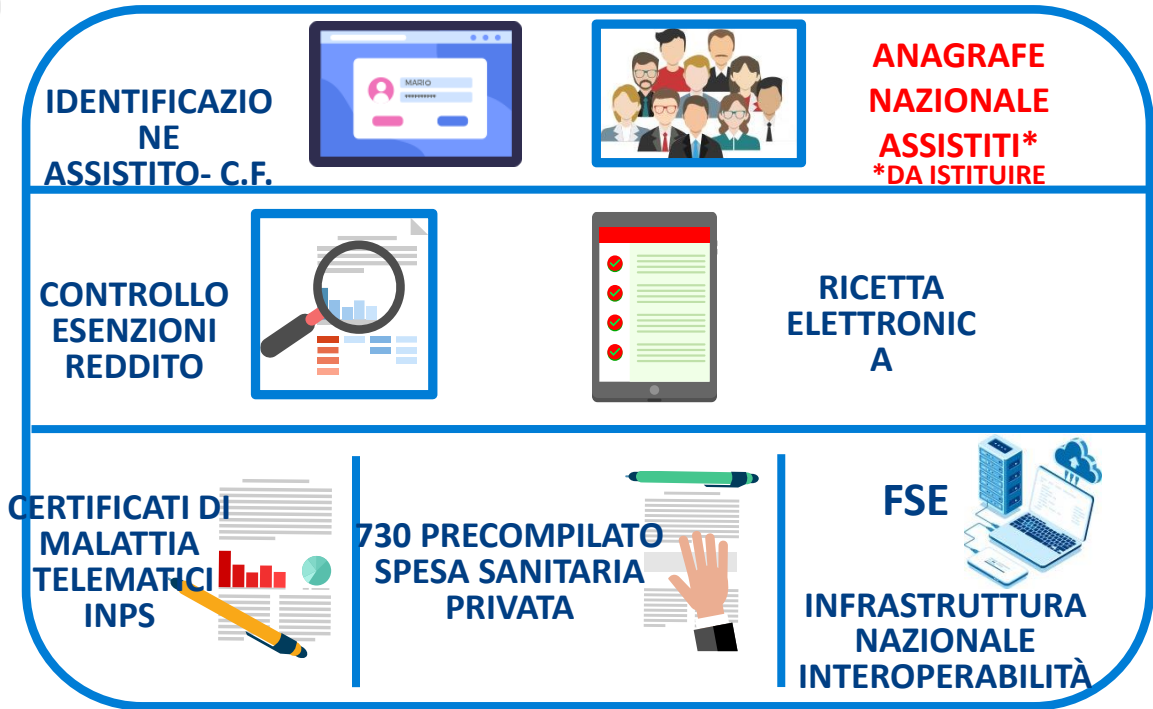 IDENTIFICAZIO
NE
ASSISTITO- C.F.
MARIO
**********
ANAGRAFE
NAZIONALE
ASSISTITI*
*DA ISTITUIRE
CONTROLLO
ESENZIONI
REDDITO
RICETTA
ELETTRONIC
A
CERTIFICATI DI
MALATTIA
TELEMATICI
INPS
730 PRECOMPILATO
SPESA SANITARIA
PRIVATA
FSE
INFRASTRUTTURA
NAZIONALE
INTEROPERABILITÀ